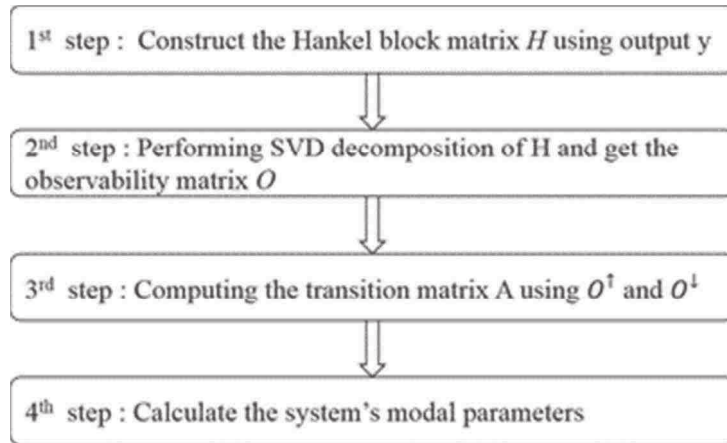 1ˢᵗ step : Construct the Hankel block matrix H using output y
2ⁿᵈ step : Performing SVD decomposition of H and get the
observability matrix O
3ʳᵈ step : Computing the transition matrix A using O↑ and O↓
4ᵗʰ step : Calculate the system's modal parameters